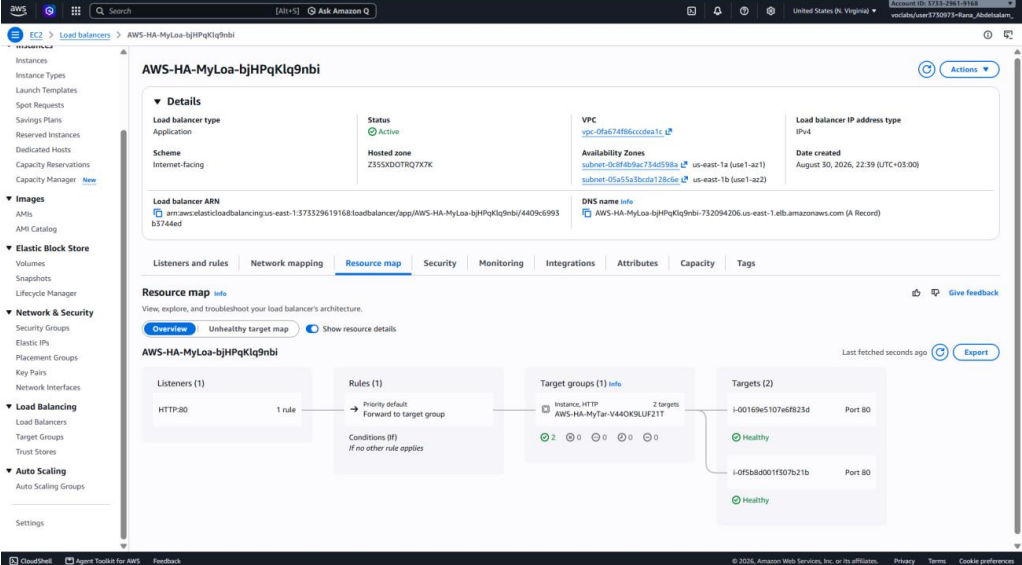 aws
Search
[Alt+S]
Ask Amazon Q
United States (N. Virginia)
Account ID: 3733-2961-9168
voclabs/user3730973=Rana_Abdelsalam_
EC2 > Load balancers > AWS-HA-MyLoa-bjHPqKlq9nbi
Instances
Instances
Instance Types
Launch Templates
Spot Requests
Savings Plans
Reserved Instances
Dedicated Hosts
Capacity Reservations
Capacity Manager New
Images
AMIs
AMI Catalog
Elastic Block Store
Volumes
Snapshots
Lifecycle Manager
Network & Security
Security Groups
Elastic IPs
Placement Groups
Key Pairs
Network Interfaces
Load Balancing
Load Balancers
Target Groups
Trust Stores
Auto Scaling
Auto Scaling Groups
Settings
AWS-HA-MyLoa-bjHPqKlq9nbi
Actions
Details
Load balancer type
Application
Status
Active
VPC
vpc-0fa674f86cccdea1c
Load balancer IP address type
IPv4
Scheme
Internet-facing
Hosted zone
Z35SXDOTRQ7X7K
Availability Zones
subnet-0c8f4b9ac734d598a us-east-1a (use1-az1)
subnet-05a55a3bcda128c6e us-east-1b (use1-az2)
Date created
August 30, 2026, 22:39 (UTC+03:00)
Load balancer ARN
arn:aws:elasticloadbalancing:us-east-1:373329619168:loadbalancer/app/AWS-HA-MyLoa-bjHPqKlq9nbi/4409c6993
b3744ed
DNS name Info
AWS-HA-MyLoa-bjHPqKlq9nbi-732094206.us-east-1.elb.amazonaws.com (A Record)
Listeners and rules
Network mapping
Resource map
Security
Monitoring
Integrations
Attributes
Capacity
Tags
Resource map Info
Give feedback
View, explore, and troubleshoot your load balancer's architecture.
Overview
Unhealthy target map
Show resource details
AWS-HA-MyLoa-bjHPqKlq9nbi
Last fetched seconds ago
Export
Listeners (1)
HTTP:80 1 rule
Rules (1)
Priority default
Forward to target group
Conditions (If)
If no other rule applies
Target groups (1) Info
Instance, HTTP 2 targets
AWS-HA-MyTar-V44OK9LUF21T
2 0 0 0 0
Targets (2)
i-00169e5107e6f823d Port 80
Healthy
i-0f5b8d001f307b21b Port 80
Healthy
CloudShell
Agent Toolkit for AWS
Feedback
© 2026, Amazon Web Services, Inc. or its affiliates.
Privacy
Terms
Cookie preferences